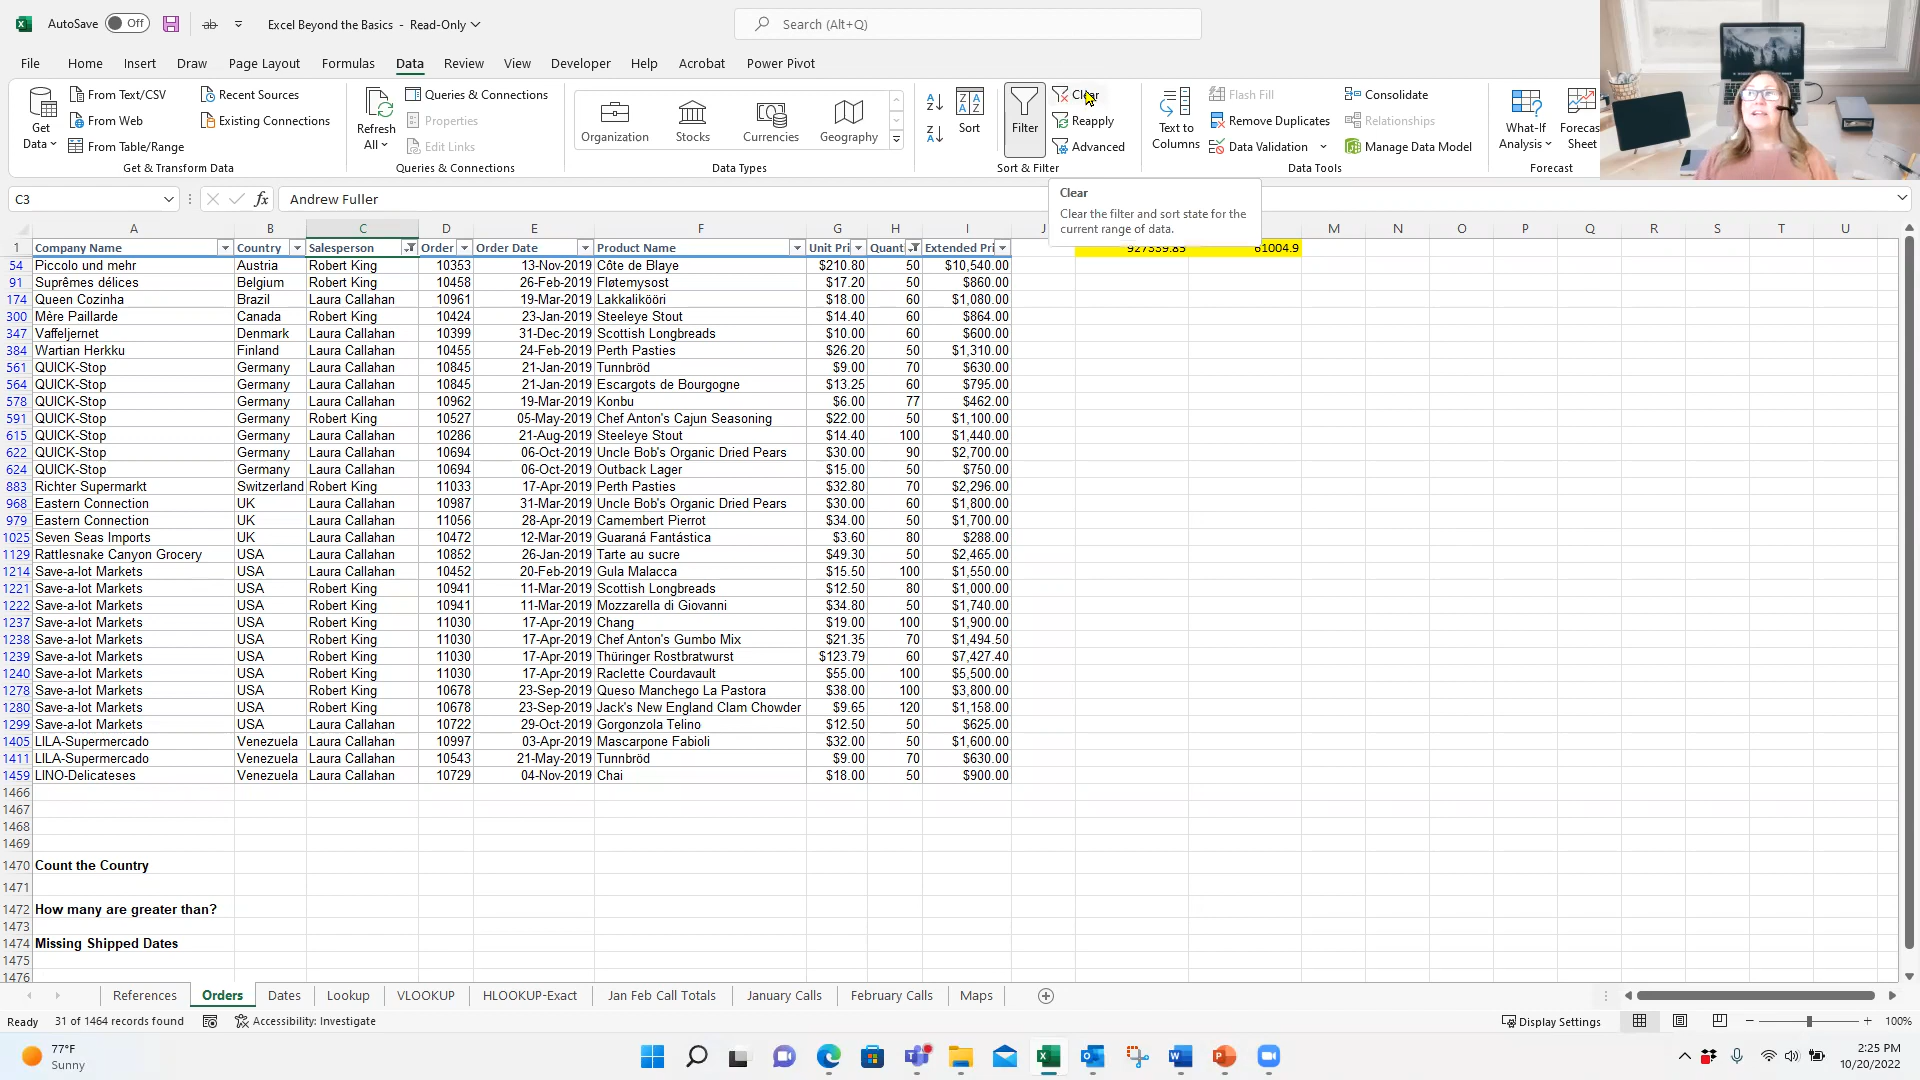 AutoSave Off ab Excel Beyond the Basics - Read-Only Search (Alt+Q)
File Home Insert Draw Page Layout Formulas Data Review View Developer Help Acrobat Power Pivot
Get Data From Text/CSV Recent Sources
From Web Existing Connections
From Table/Range
Get & Transform Data
Refresh All Queries & Connections
Properties
Edit Links
Queries & Connections
Organization Stocks Currencies Geography
Data Types
Sort Filter Clear
Reapply
Advanced
Sort & Filter
Text to Columns Flash Fill Consolidate
Remove Duplicates Relationships
Data Validation Manage Data Model
Data Tools
What-If Analysis Forecas Sheet
Forecast
C3 fx Andrew Fuller
Clear
Clear the filter and sort state for the
current range of data.
A B C D E F G H I J M N O P Q R S T U
1 Company Name Country Salesperson Order Order Date Product Name Unit Pri Quant Extended Pri 927339.85 61004.9
54 Piccolo und mehr Austria Robert King 10353 13-Nov-2019 Côte de Blaye $210.80 50 $10,540.00
91 Suprêmes délices Belgium Robert King 10458 26-Feb-2019 Fløtemysost $17.20 50 $860.00
174 Queen Cozinha Brazil Laura Callahan 10961 19-Mar-2019 Lakkalikööri $18.00 60 $1,080.00
300 Mère Paillarde Canada Robert King 10424 23-Jan-2019 Steeleye Stout $14.40 60 $864.00
347 Vaffeljernet Denmark Laura Callahan 10399 31-Dec-2019 Scottish Longbreads $10.00 60 $600.00
384 Wartian Herkku Finland Laura Callahan 10455 24-Feb-2019 Perth Pasties $26.20 50 $1,310.00
561 QUICK-Stop Germany Laura Callahan 10845 21-Jan-2019 Tunnbröd $9.00 70 $630.00
564 QUICK-Stop Germany Laura Callahan 10845 21-Jan-2019 Escargots de Bourgogne $13.25 60 $795.00
578 QUICK-Stop Germany Laura Callahan 10962 19-Mar-2019 Konbu $6.00 77 $462.00
591 QUICK-Stop Germany Robert King 10527 05-May-2019 Chef Anton's Cajun Seasoning $22.00 50 $1,100.00
615 QUICK-Stop Germany Laura Callahan 10286 21-Aug-2019 Steeleye Stout $14.40 100 $1,440.00
622 QUICK-Stop Germany Laura Callahan 10694 06-Oct-2019 Uncle Bob's Organic Dried Pears $30.00 90 $2,700.00
624 QUICK-Stop Germany Laura Callahan 10694 06-Oct-2019 Outback Lager $15.00 50 $750.00
883 Richter Supermarkt Switzerland Robert King 11033 17-Apr-2019 Perth Pasties $32.80 70 $2,296.00
968 Eastern Connection UK Laura Callahan 10987 31-Mar-2019 Uncle Bob's Organic Dried Pears $30.00 60 $1,800.00
979 Eastern Connection UK Laura Callahan 11056 28-Apr-2019 Camembert Pierrot $34.00 50 $1,700.00
1025 Seven Seas Imports UK Laura Callahan 10472 12-Mar-2019 Guaraná Fantástica $3.60 80 $288.00
1129 Rattlesnake Canyon Grocery USA Laura Callahan 10852 26-Jan-2019 Tarte au sucre $49.30 50 $2,465.00
1214 Save-a-lot Markets USA Laura Callahan 10452 20-Feb-2019 Gula Malacca $15.50 100 $1,550.00
1221 Save-a-lot Markets USA Robert King 10941 11-Mar-2019 Scottish Longbreads $12.50 80 $1,000.00
1222 Save-a-lot Markets USA Robert King 10941 11-Mar-2019 Mozzarella di Giovanni $34.80 50 $1,740.00
1237 Save-a-lot Markets USA Robert King 11030 17-Apr-2019 Chang $19.00 100 $1,900.00
1238 Save-a-lot Markets USA Robert King 11030 17-Apr-2019 Chef Anton's Gumbo Mix $21.35 70 $1,494.50
1239 Save-a-lot Markets USA Robert King 11030 17-Apr-2019 Thüringer Rostbratwurst $123.79 60 $7,427.40
1240 Save-a-lot Markets USA Robert King 11030 17-Apr-2019 Raclette Courdavault $55.00 100 $5,500.00
1278 Save-a-lot Markets USA Robert King 10678 23-Sep-2019 Queso Manchego La Pastora $38.00 100 $3,800.00
1280 Save-a-lot Markets USA Robert King 10678 23-Sep-2019 Jack's New England Clam Chowder $9.65 120 $1,158.00
1299 Save-a-lot Markets USA Laura Callahan 10722 29-Oct-2019 Gorgonzola Telino $12.50 50 $625.00
1405 LILA-Supermercado Venezuela Laura Callahan 10997 03-Apr-2019 Mascarpone Fabioli $32.00 50 $1,600.00
1411 LILA-Supermercado Venezuela Laura Callahan 10543 21-May-2019 Tunnbröd $9.00 70 $630.00
1459 LINO-Delicateses Venezuela Laura Callahan 10729 04-Nov-2019 Chai $18.00 50 $900.00
1466
1467
1468
1469
1470 Count the Country
1471
1472 How many are greater than?
1473
1474 Missing Shipped Dates
1475
1476
References Orders Dates Lookup VLOOKUP HLOOKUP-Exact Jan Feb Call Totals January Calls February Calls Maps
Ready 31 of 1464 records found Accessibility: Investigate Display Settings 100%
77°F
Sunny
2:25 PM
10/20/2022